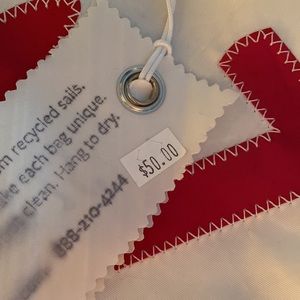 m recycled sails.
ke each bag unique.
clean. Hang to dry.
888-210-4244
$50.00